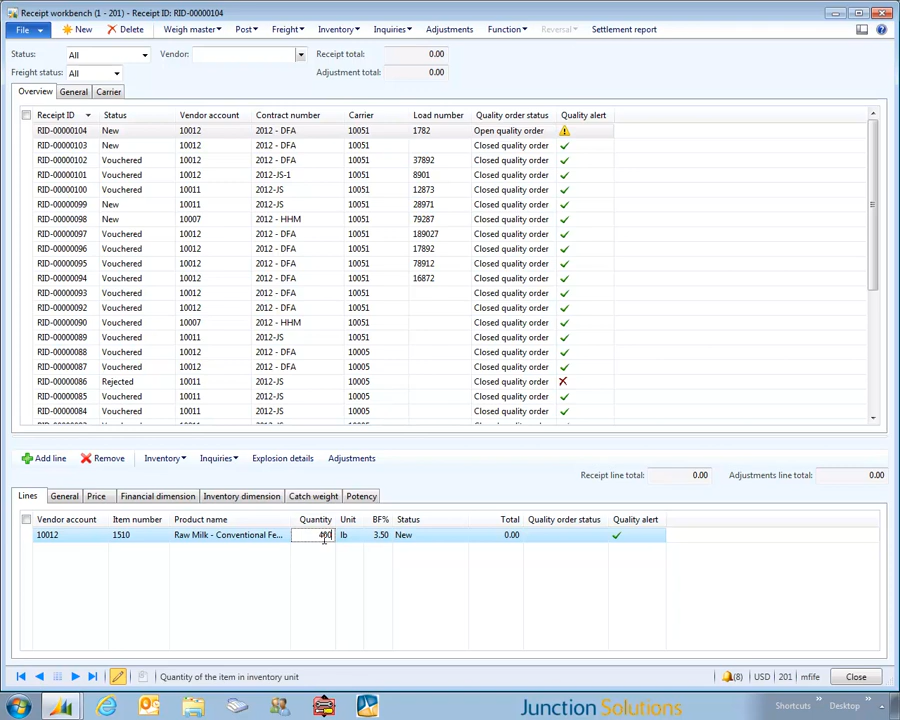 Receipt workbench (1 - 201) - Receipt ID: RID-00000104
File New Delete Weigh master Post Freight Inventory Inquiries Adjustments Function Reversal Settlement report
Status: All Vendor: Receipt total: 0.00
Freight status: All Adjustment total: 0.00
Overview General Carrier
Receipt ID Status Vendor account Contract number Carrier Load number Quality order status Quality alert
RID-00000104 New 10012 2012 - DFA 10051 1782 Open quality order
RID-00000103 New 10012 2012 - DFA 10051 Closed quality order
RID-00000102 Vouchered 10012 2012 - DFA 10051 37892 Closed quality order
RID-00000101 Vouchered 10012 2012-JS-1 10051 8901 Closed quality order
RID-00000100 Vouchered 10011 2012-JS 10051 12873 Closed quality order
RID-00000099 New 10011 2012-JS 10051 28971 Closed quality order
RID-00000098 New 10007 2012 - HHM 10051 79287 Closed quality order
RID-00000097 Vouchered 10012 2012 - DFA 10051 189027 Closed quality order
RID-00000096 Vouchered 10012 2012 - DFA 10051 17892 Closed quality order
RID-00000095 Vouchered 10012 2012 - DFA 10051 78912 Closed quality order
RID-00000094 Vouchered 10012 2012 - DFA 10051 16872 Closed quality order
RID-00000093 Vouchered 10012 2012 - DFA 10051 Closed quality order
RID-00000092 Vouchered 10012 2012 - DFA 10051 Closed quality order
RID-00000090 Vouchered 10007 2012 - HHM 10051 Closed quality order
RID-00000089 Vouchered 10011 2012-JS 10051 Closed quality order
RID-00000088 Vouchered 10012 2012 - DFA 10005 Closed quality order
RID-00000087 Vouchered 10012 2012 - DFA 10005 Closed quality order
RID-00000086 Rejected 10011 2012-JS 10005 Closed quality order
RID-00000085 Vouchered 10011 2012-JS 10005 Closed quality order
RID-00000084 Vouchered 10011 2012-JS 10005 Closed quality order
Add line Remove Inventory Inquiries Explosion details Adjustments
Receipt line total: 0.00 Adjustments line total: 0.00
Lines General Price Financial dimension Inventory dimension Catch weight Potency
Vendor account Item number Product name Quantity Unit BF% Status Total Quality order status Quality alert
10012 1510 Raw Milk - Conventional Fe... 400 lb 3.50 New 0.00
Quantity of the item in inventory unit (8) USD 201 mfife Close
Junction Solutions Shortcuts Desktop